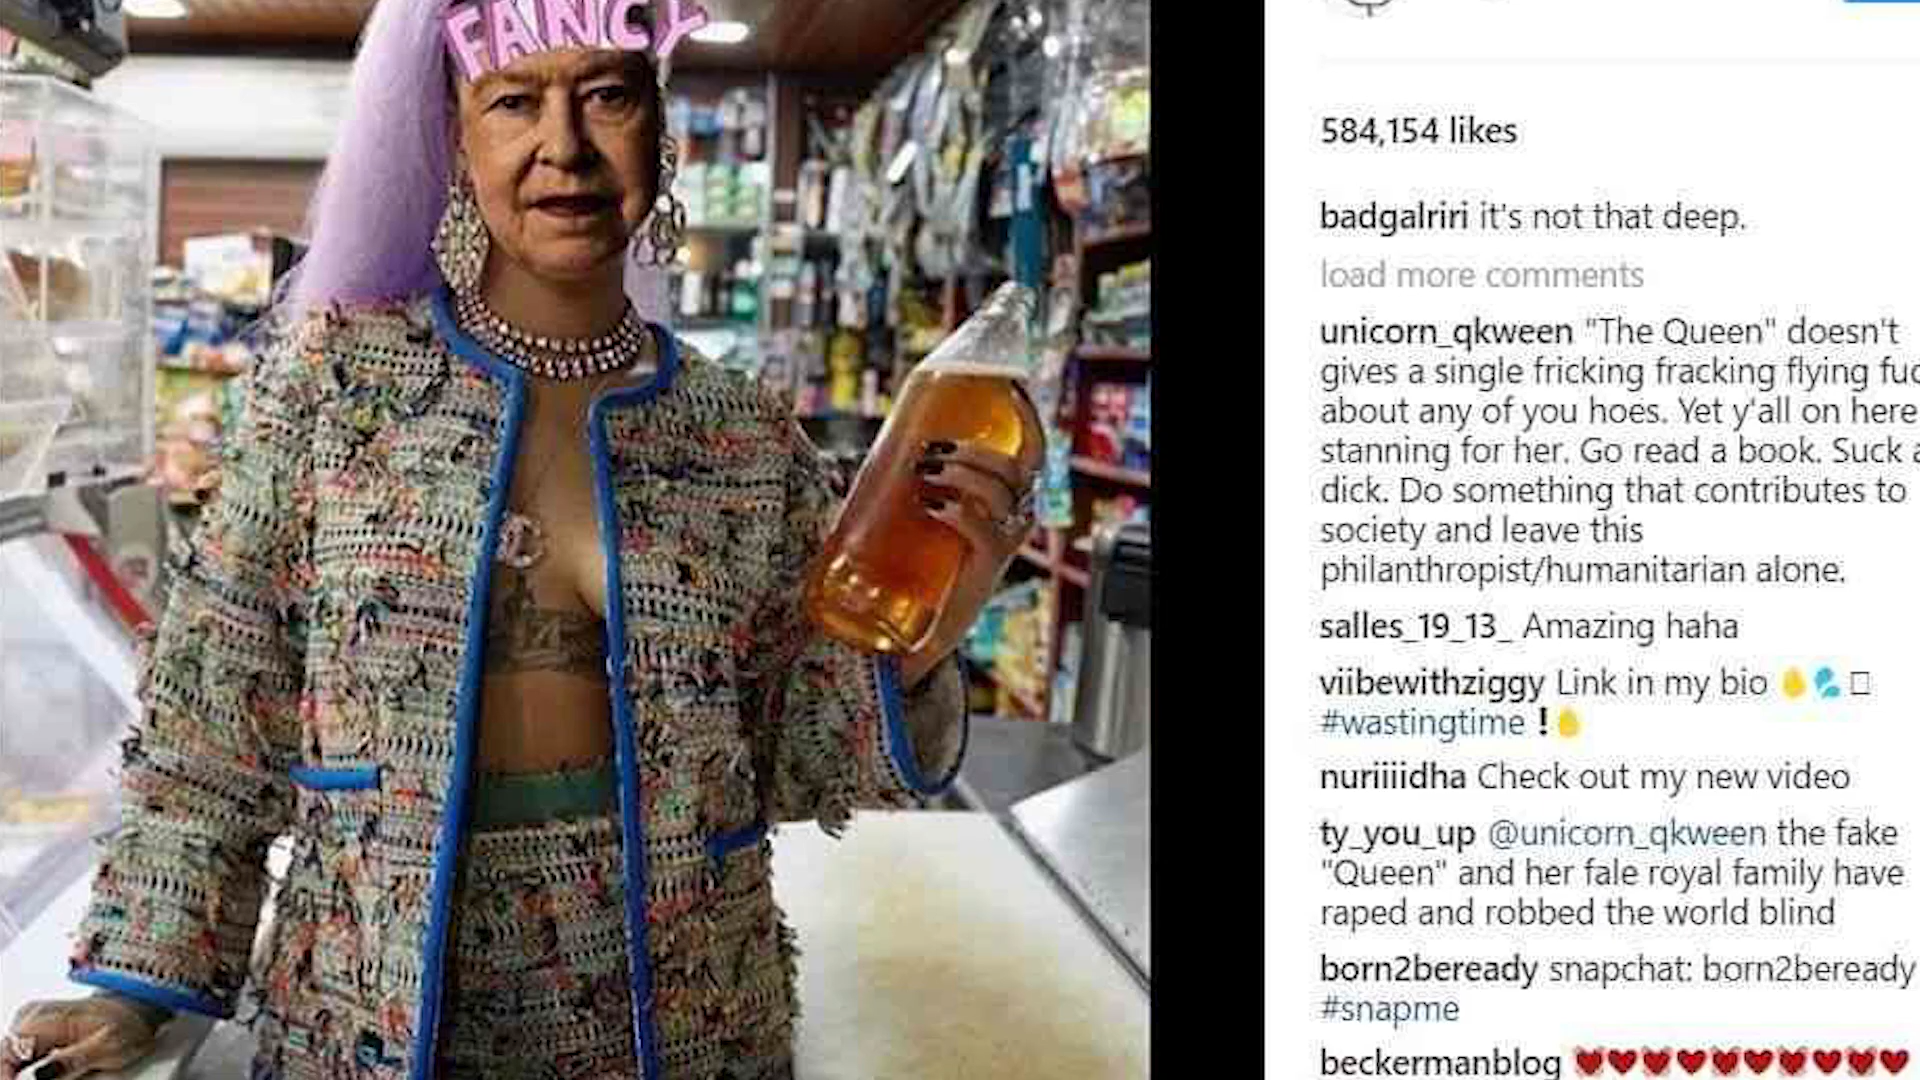 FANCY
584,154 likes
badgalriri it's not that deep.
load more comments
unicorn_qkween "The Queen" doesn't
gives a single fricking fracking flying fuc
about any of you hoes. Yet y'all on here
stanning for her. Go read a book. Suck a
dick. Do something that contributes to
society and leave this
philanthropist/humanitarian alone.
salles_19_13_ Amazing haha
viibewithziggy Link in my bio
#wastingtime !
nuriiiidha Check out my new video
ty_you_up @unicorn_qkween the fake
"Queen" and her fale royal family have
raped and robbed the world blind
born2beready snapchat: born2beready
#snapme
beckermanblog